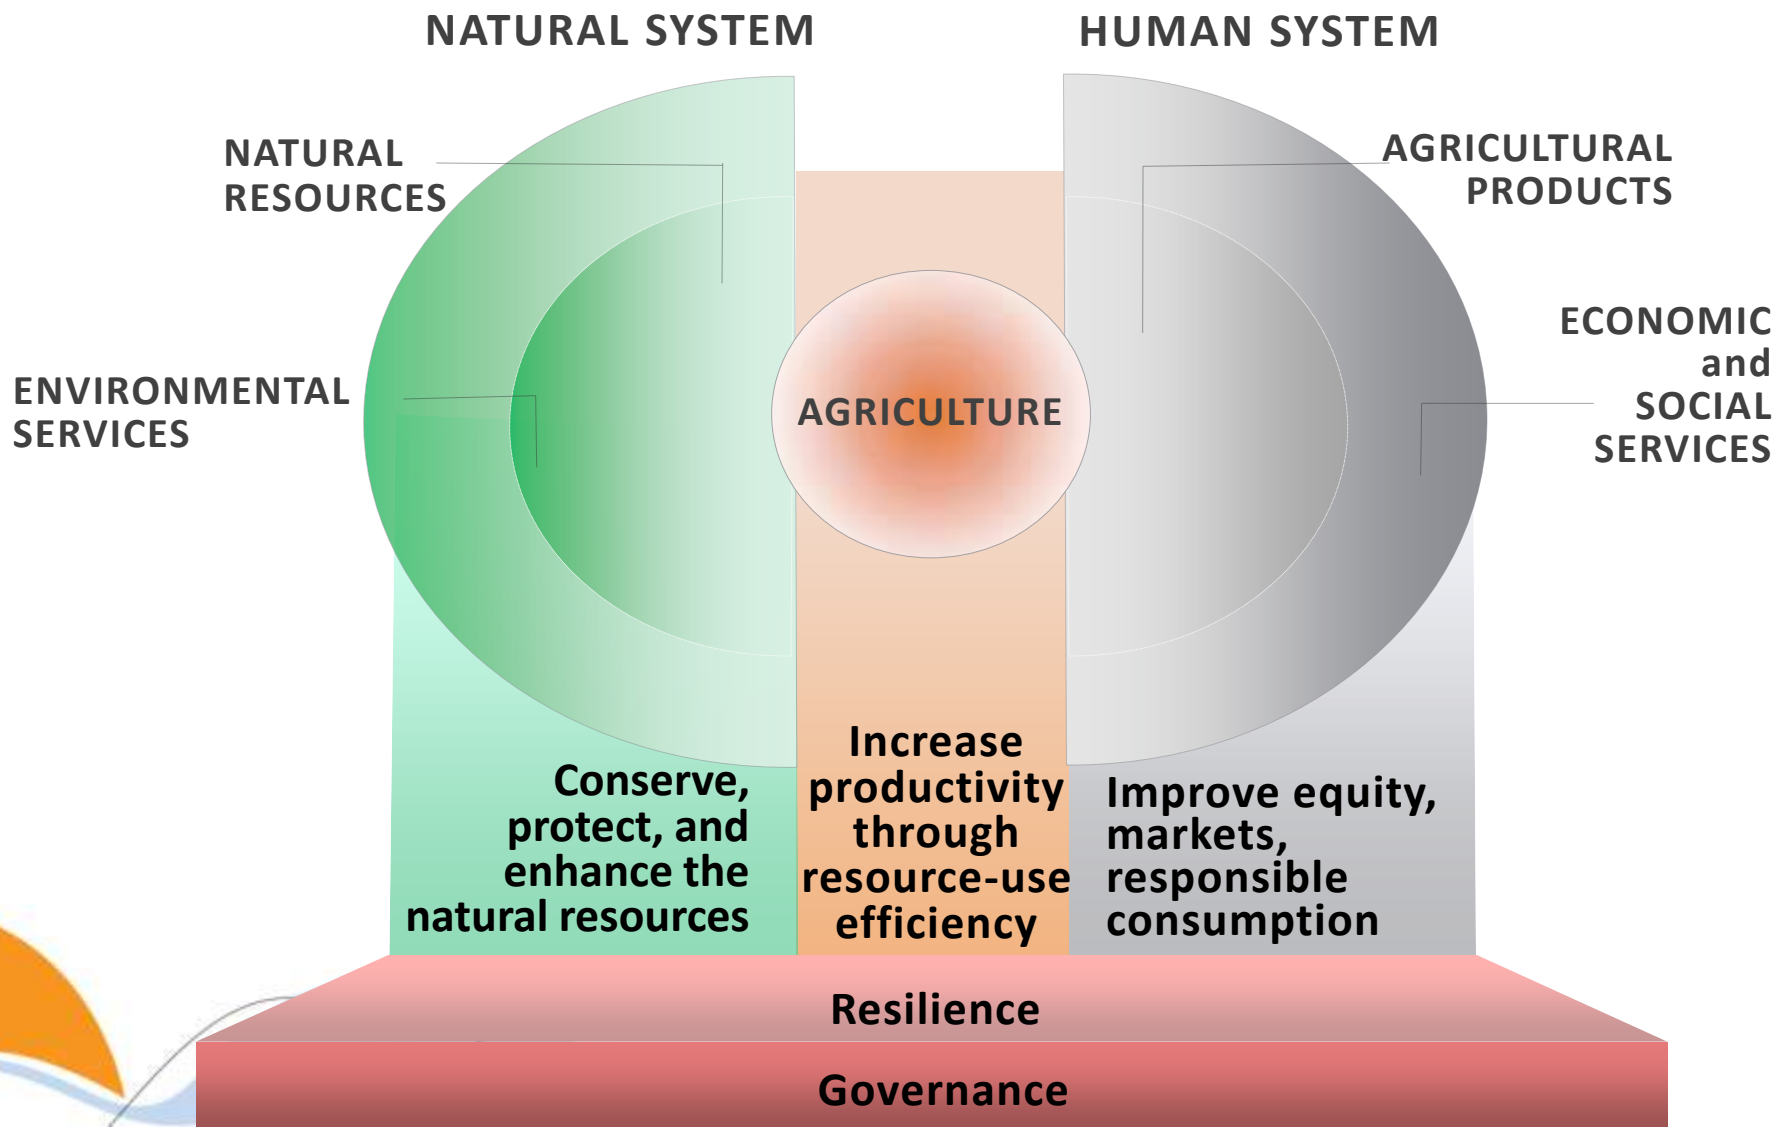 NATURAL SYSTEM
HUMAN SYSTEM
NATURAL
RESOURCES
AGRICULTURAL
PRODUCTS
ENVIRONMENTAL
SERVICES
AGRICULTURE
ECONOMIC
and
SOCIAL
SERVICES
Conserve,
protect, and
enhance the
natural resources
Increase
productivity
through
resource-use
efficiency
Improve equity,
markets,
responsible
consumption
Resilience
Governance